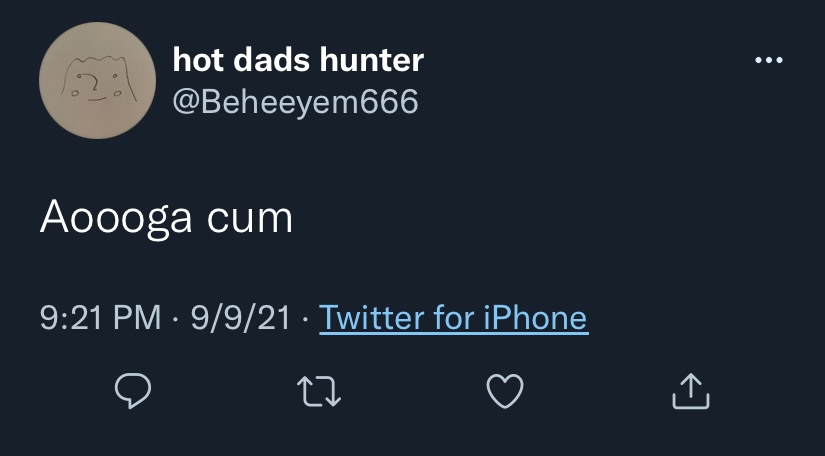 hot dads hunter
@Beheeyem666
Aoooga cum
9:21 PM · 9/9/21 · Twitter for iPhone